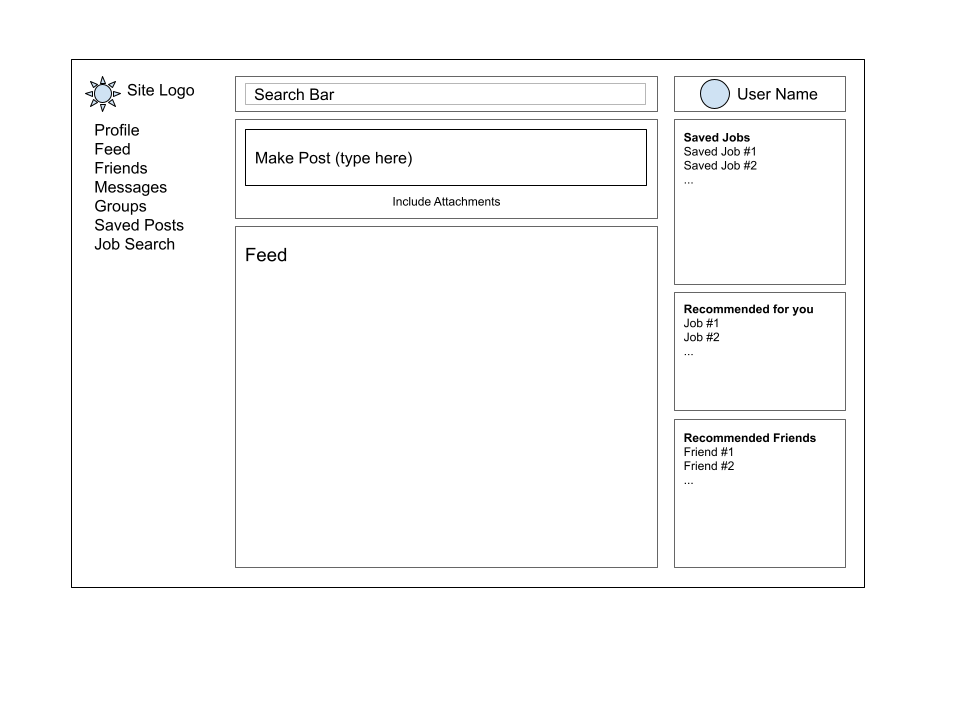 Site Logo
Profile
Feed
Friends
Messages
Groups
Saved Posts
Job Search
Search Bar
Make Post (type here)
Include Attachments
Feed
User Name
Saved Jobs
Saved Job #1
Saved Job #2
...
Recommended for you
Job #1
Job #2
...
Recommended Friends
Friend #1
Friend #2
...